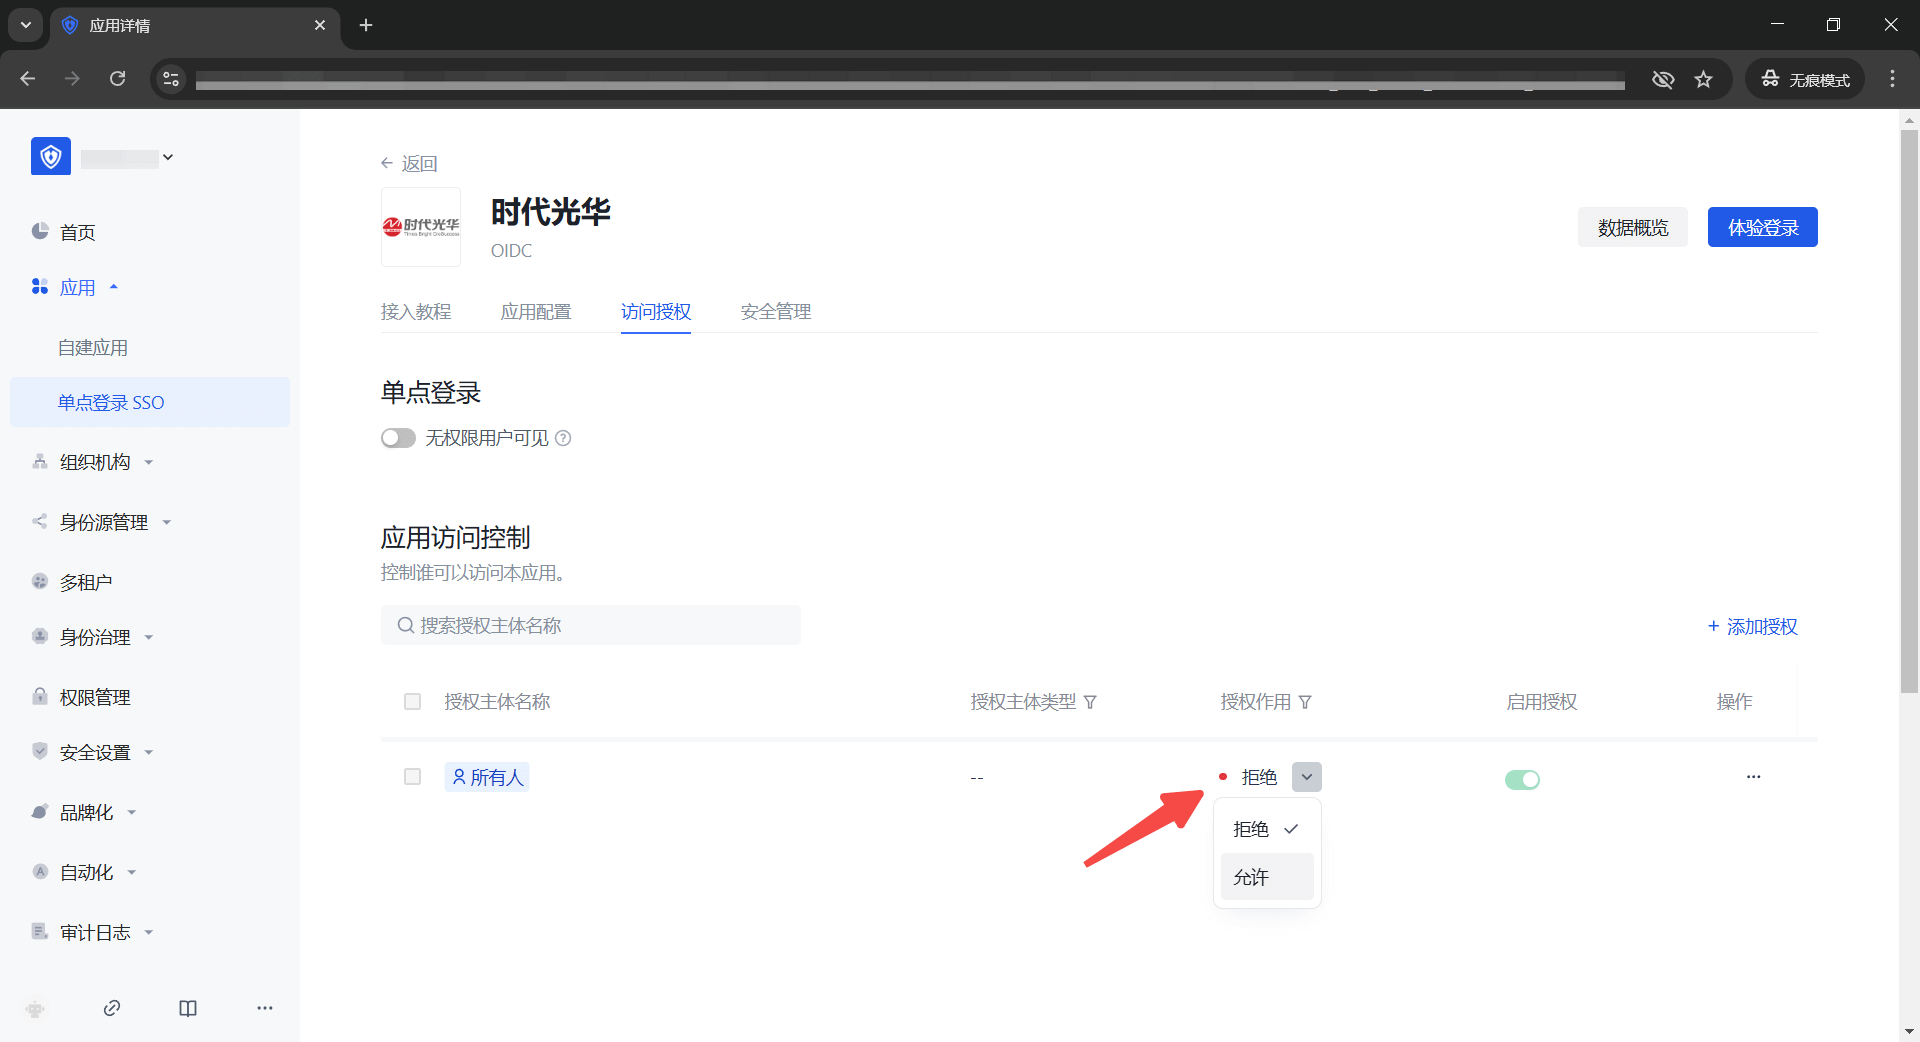 应用详情
无痕模式
首页
应用
自建应用
单点登录 SSO
组织机构
身份源管理
多租户
身份治理
权限管理
安全设置
品牌化
自动化
审计日志
返回
时代光华
时代光华
OIDC
数据概览
体验登录
接入教程
应用配置
访问授权
安全管理
单点登录
无权限用户可见
应用访问控制
控制谁可以访问本应用。
搜索授权主体名称
+ 添加授权
授权主体名称 授权主体类型 授权作用 启用授权 操作
所有人 -- 拒绝
拒绝
允许